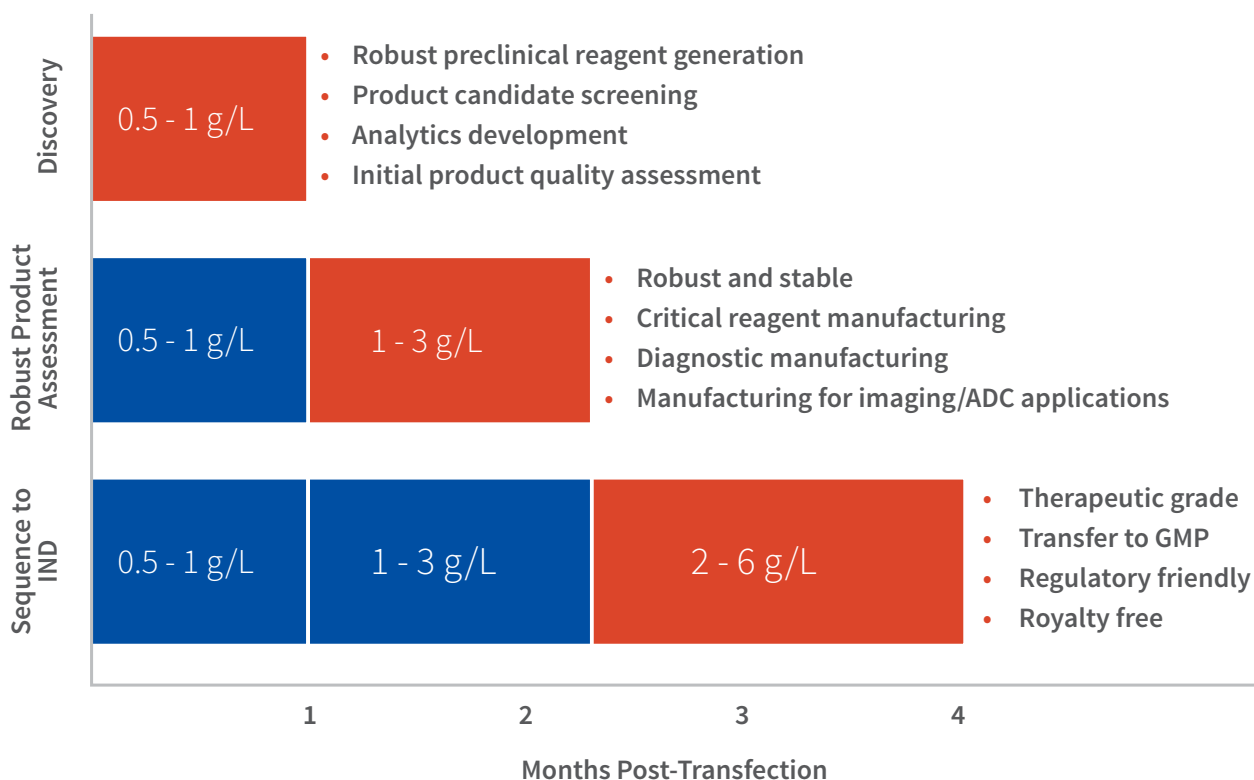 Discovery
0.5 - 1 g/L
• Robust preclinical reagent generation
• Product candidate screening
• Analytics development
• Initial product quality assessment
Robust Product
Assessment
0.5 - 1 g/L
1 - 3 g/L
• Robust and stable
• Critical reagent manufacturing
• Diagnostic manufacturing
• Manufacturing for imaging/ADC applications
Sequence to
IND
0.5 - 1 g/L
1 - 3 g/L
2 - 6 g/L
• Therapeutic grade
• Transfer to GMP
• Regulatory friendly
• Royalty free
1 2 3 4
Months Post-Transfection